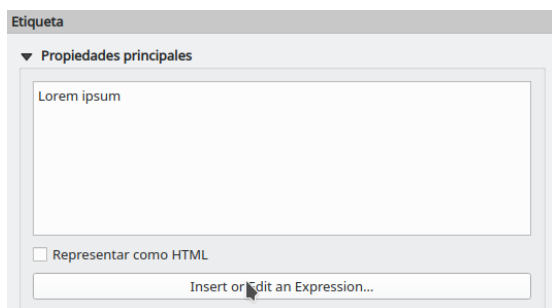 Etiqueta
Propiedades principales
Lorem ipsum
Representar como HTML
Insert or Edit an Expression...